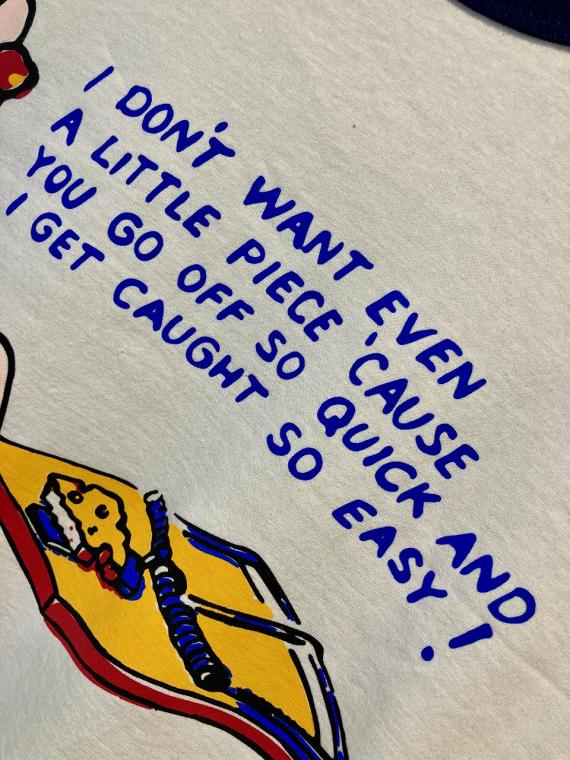 I DON'T WANT EVEN
A LITTLE PIECE 'CAUSE
YOU GO OFF SO QUICK AND
I GET CAUGHT SO EASY!